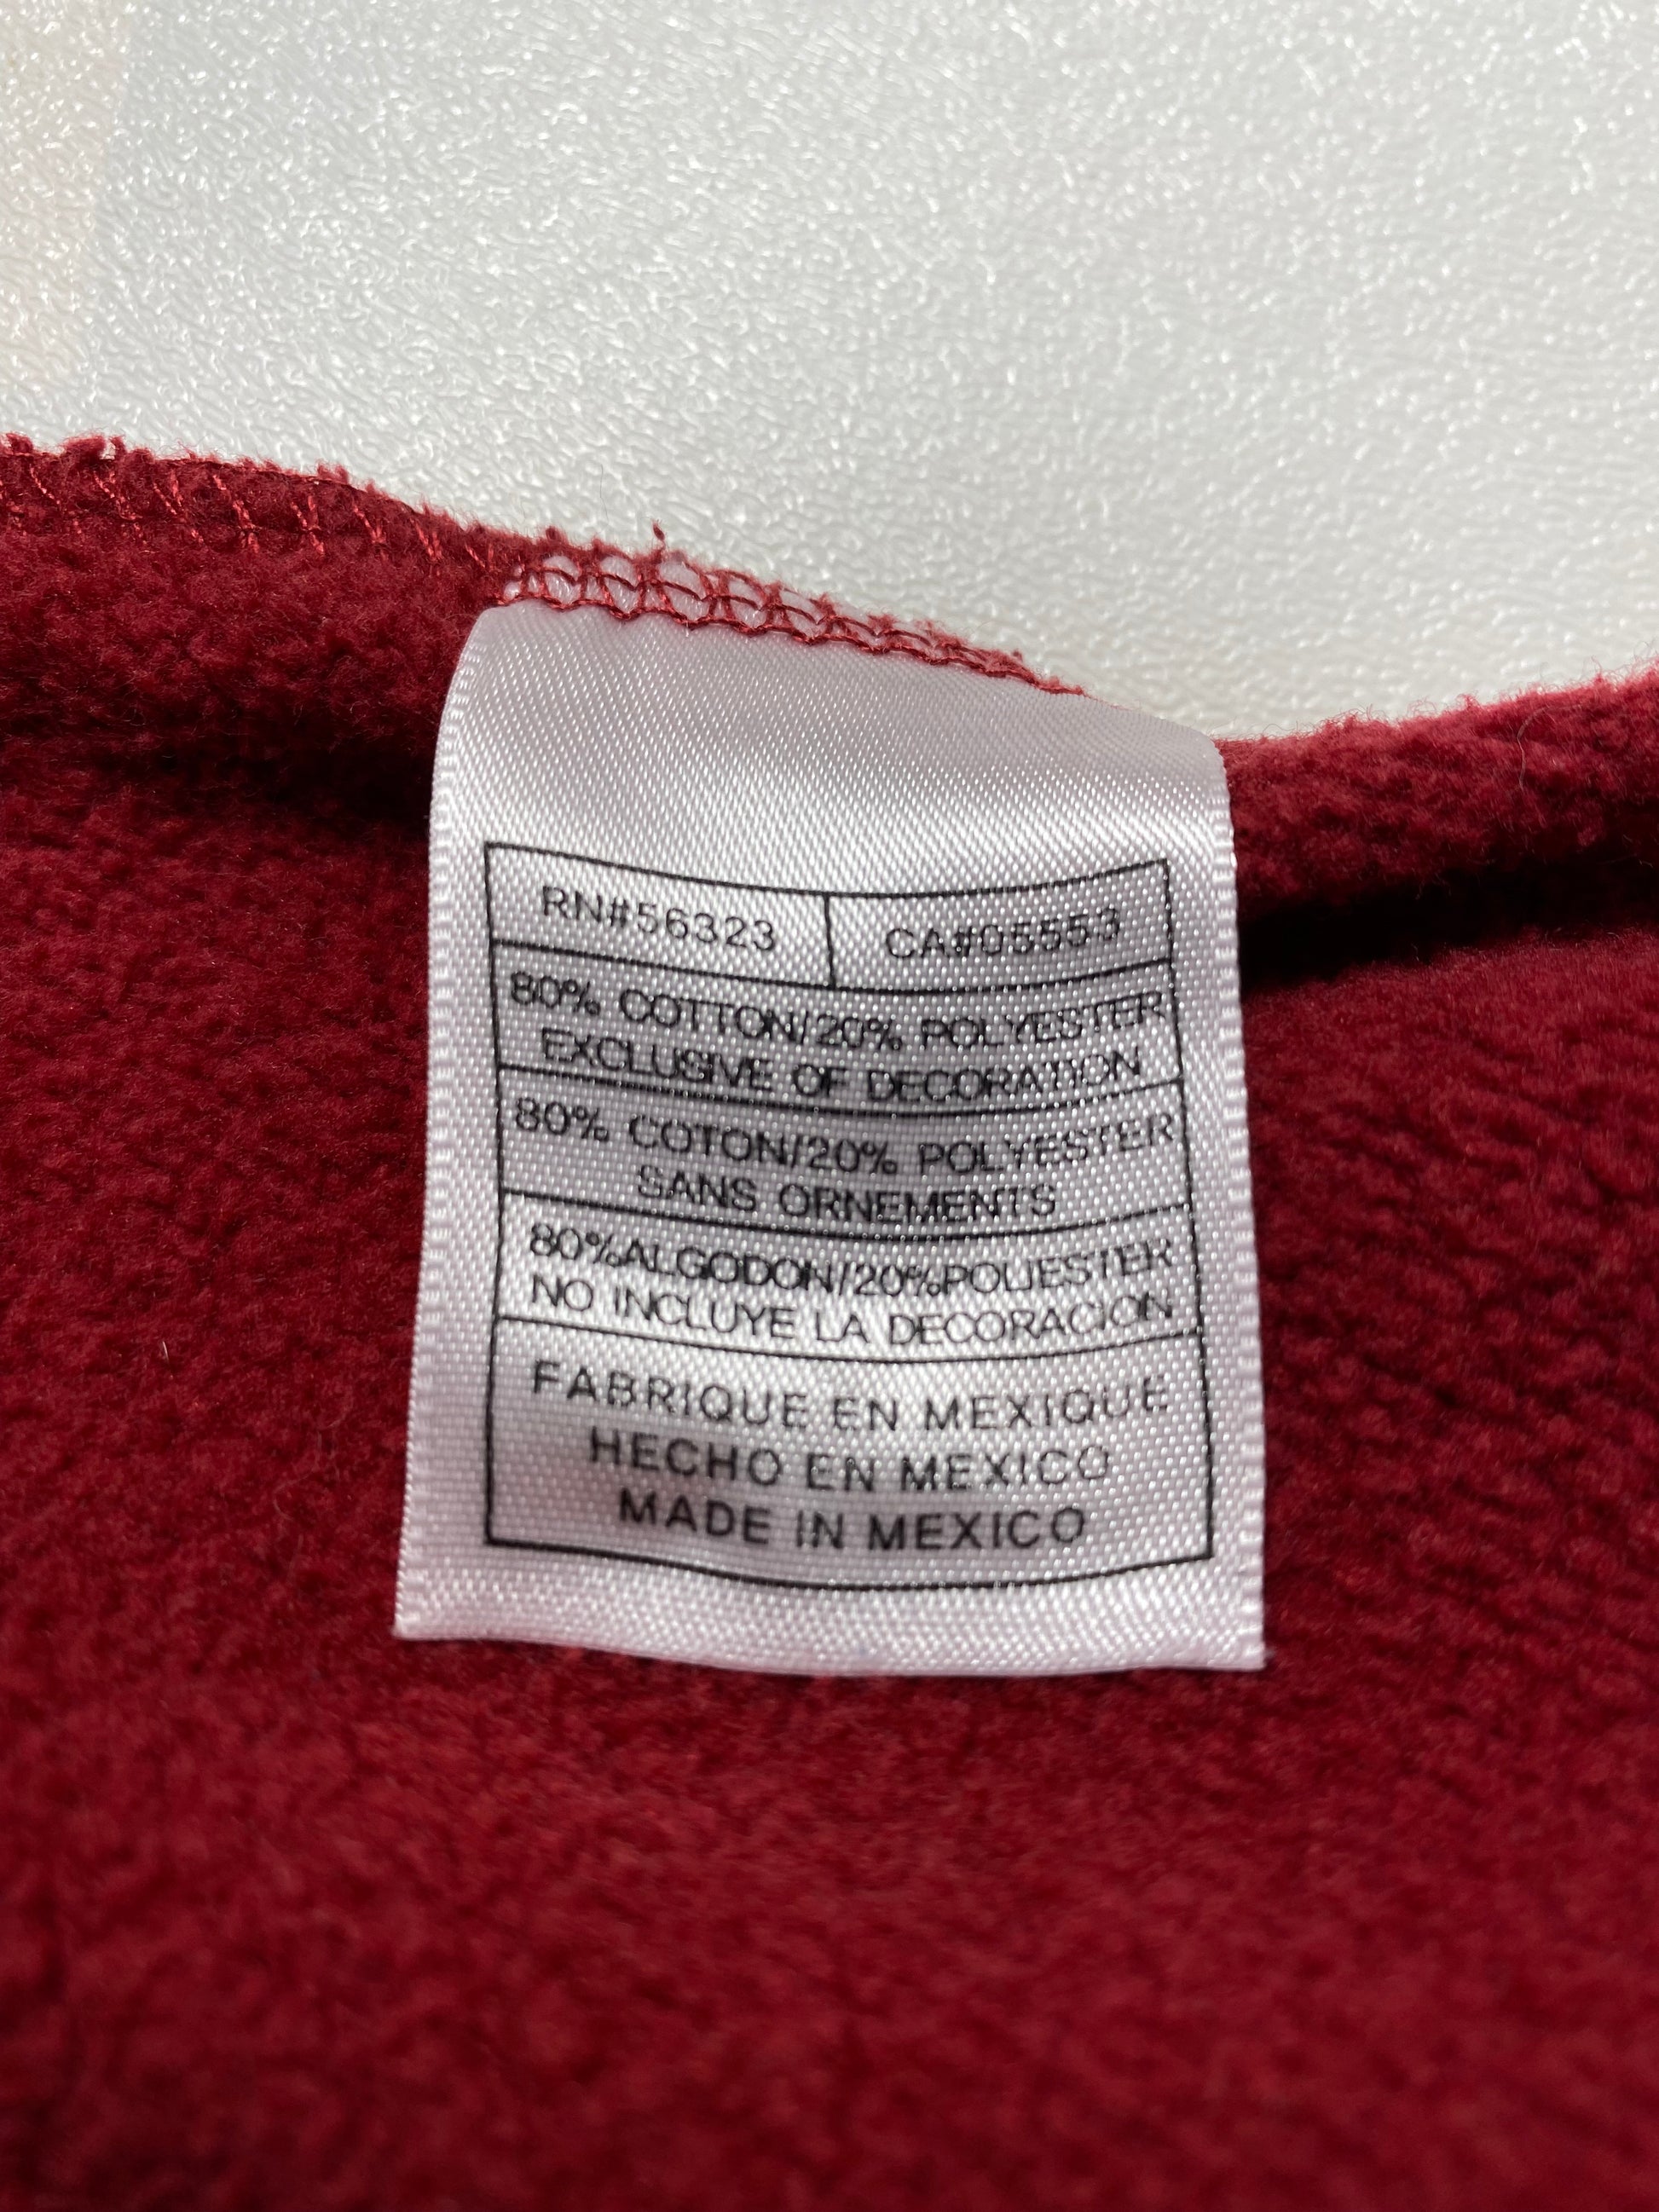 RN#56323 CA#05553
80% COTTON/20% POLYESTER
EXCLUSIVE OF DECORATION
80% COTON/20% POLYESTER
SANS ORNEMENTS
80%ALGODON/20%POLIESTER
NO INCLUYE LA DECORACION
FABRIQUE EN MEXIQUE
HECHO EN MEXICO
MADE IN MEXICO